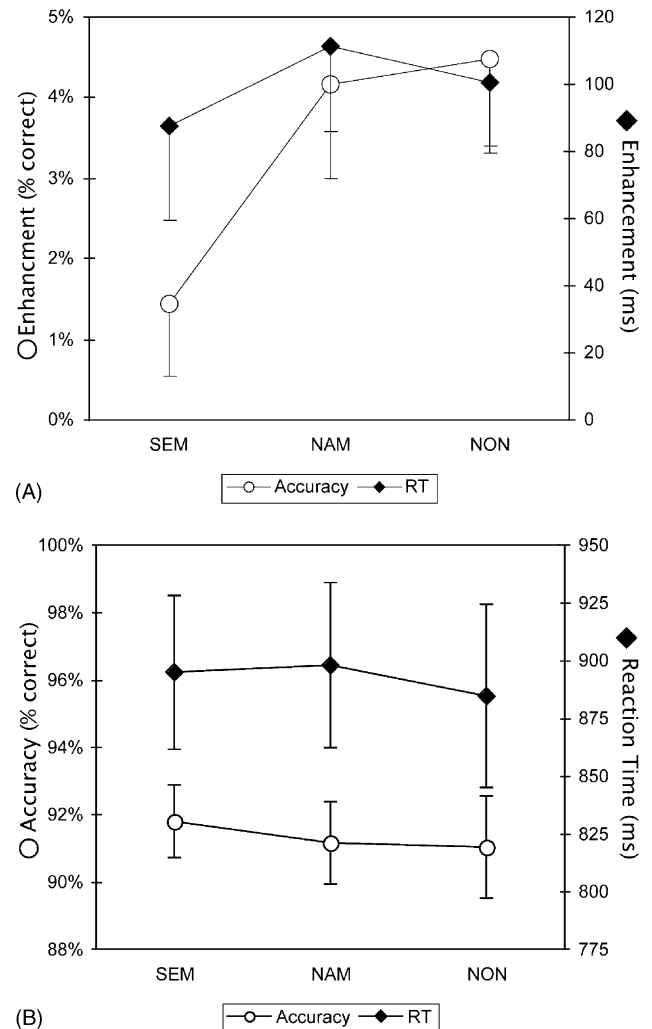 5%
4%
3%
2%
1%
0%
◯ Enhancment (% correct)
120
100
80
60
40
20
0
◆ Enhancement (ms)
SEM NAM NON
Accuracy RT
(A)
100%
98%
96%
94%
92%
90%
88%
◯ Accuracy (% correct)
950
925
900
875
850
825
800
775
◆ Reaction Time (ms)
SEM NAM NON
Accuracy RT
(B)